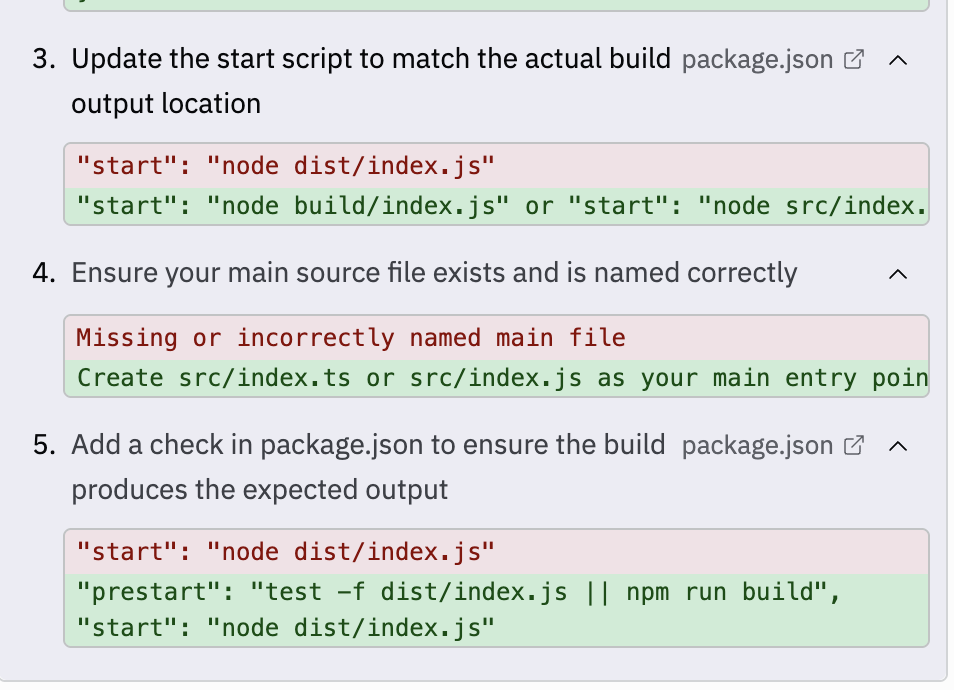 3. Update the start script to match the actual build package.json
output location
"start": "node dist/index.js"
"start": "node build/index.js" or "start": "node src/index.
4. Ensure your main source file exists and is named correctly
Missing or incorrectly named main file
Create src/index.ts or src/index.js as your main entry poin
5. Add a check in package.json to ensure the build package.json
produces the expected output
"start": "node dist/index.js"
"prestart": "test -f dist/index.js || npm run build",
"start": "node dist/index.js"